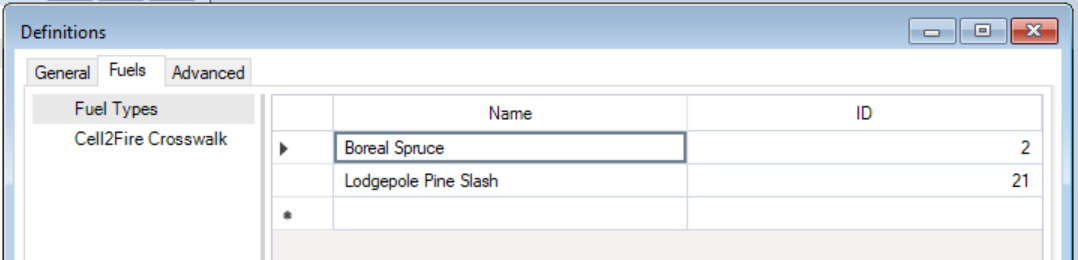 Definitions
General Fuels Advanced
Fuel Types
Cell2Fire Crosswalk
Name ID
Boreal Spruce 2
Lodgepole Pine Slash 21